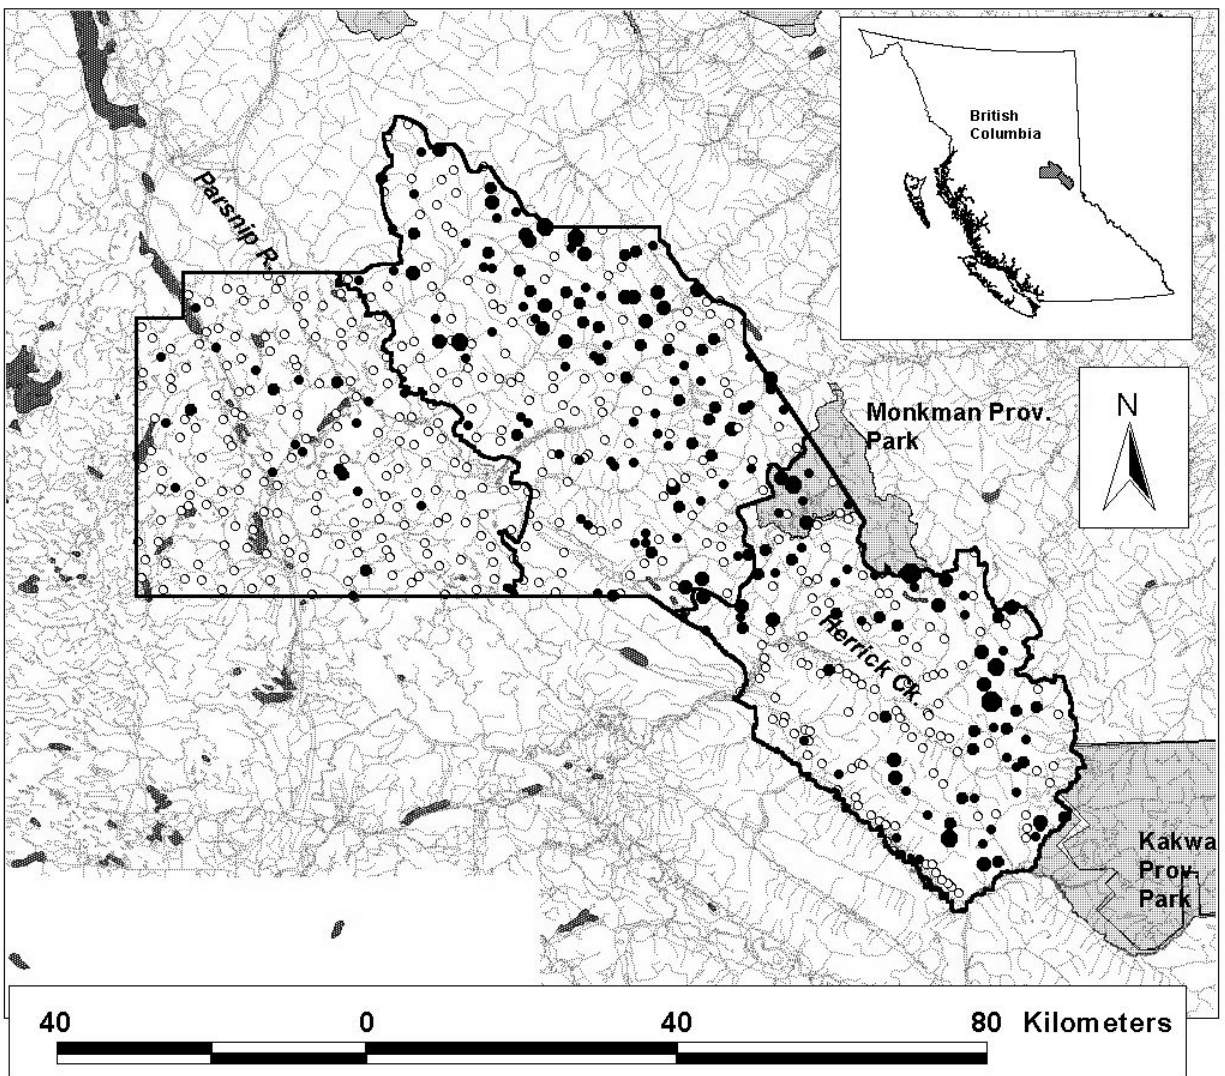 British
Columbia
Parsnip R.
N
Monkman Prov.
Park
Herrick Ck.
Kakwa
Prov.
Park
40 0 40 80 Kilometers